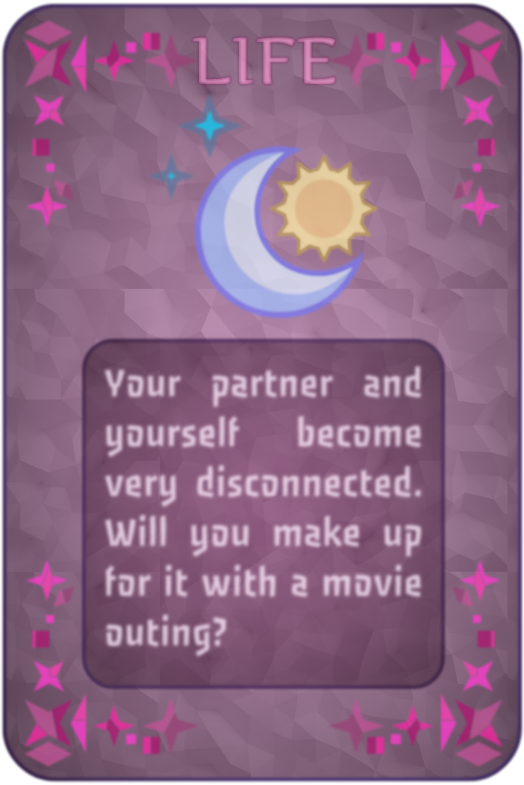 LIFE
Your partner and
yourself become
very disconnected.
Will you make up
for it with a movie
outing?